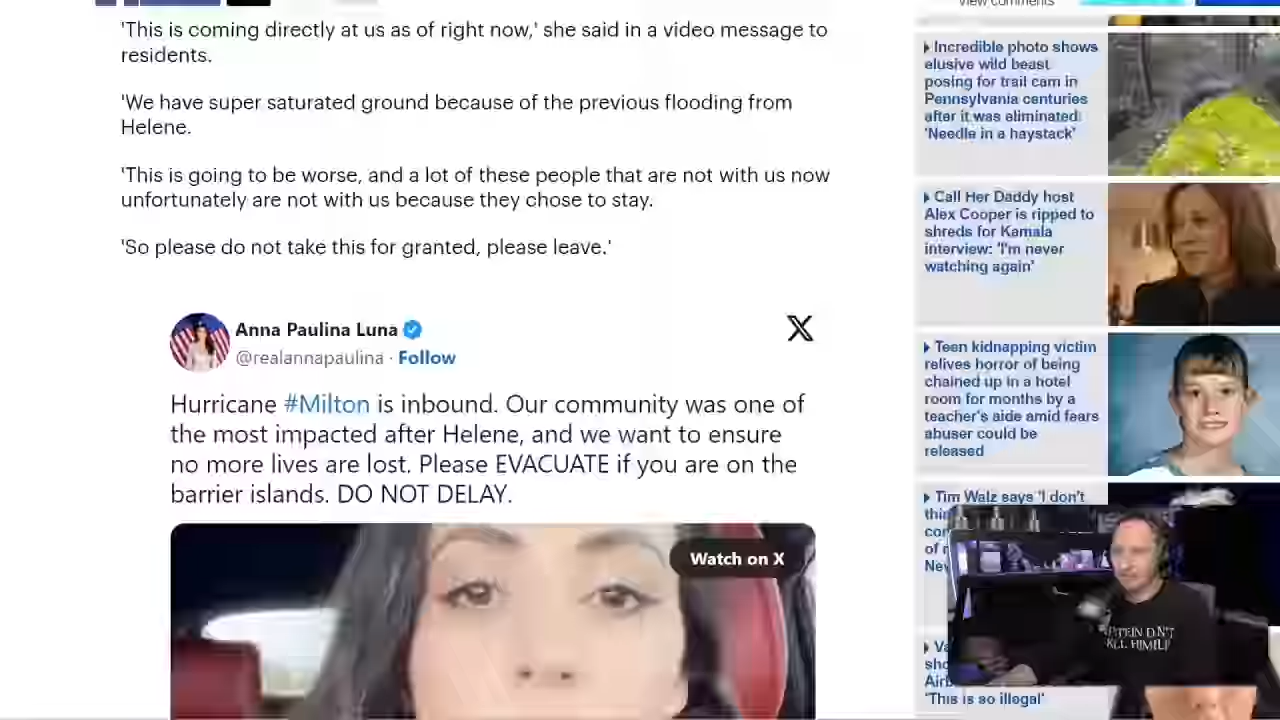 'This is coming directly at us as of right now,' she said in a video message to
residents.
'We have super saturated ground because of the previous flooding from
Helene.
'This is going to be worse, and a lot of these people that are not with us now
unfortunately are not with us because they chose to stay.
'So please do not take this for granted, please leave.'
Anna Paulina Luna
@realannapaulina · Follow
Hurricane #Milton is inbound. Our community was one of
the most impacted after Helene, and we want to ensure
no more lives are lost. Please EVACUATE if you are on the
barrier islands. DO NOT DELAY.
Watch on X
View comments
Incredible photo shows
elusive wild beast
posing for trail cam in
Pennsylvania centuries
after it was eliminated:
'Needle in a haystack'
Call Her Daddy host
Alex Cooper is ripped to
shreds for Kamala
interview: 'I'm never
watching again'
Teen kidnapping victim
relives horror of being
chained up in a hotel
room for months by a
teacher's aide amid fears
abuser could be
released
Tim Walz says 'I don't
'This is so illegal'